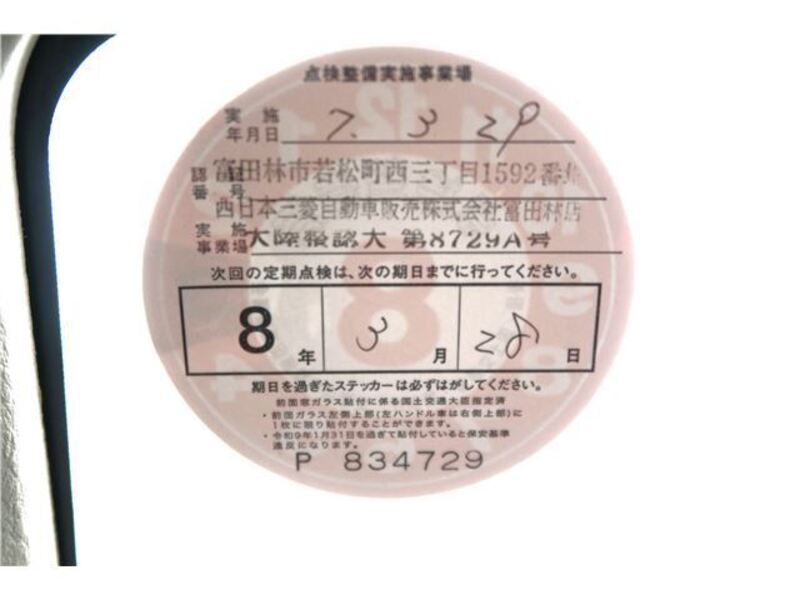 点検整備実施事業場
実施
年月日 7. 3 29
富田林市若松町西三丁目1592番
認証
番号
西日本三菱自動車販売株式会社富田林店
実施
事業場 大陸 認大 第8729A号
次回の定期点検は、次の期日までに行ってください。
8年 3月 28日
期日を過ぎたステッカーは必ずはがしてください。
前面窓ガラス貼付に係る国土交通大臣指定済
・前面ガラス左側上部(左ハンドル車は右側上部)に
1枚に限り貼付することができます。
・令和9年1月31日を過ぎて貼付していると保安基準
違反になります。
P 834729